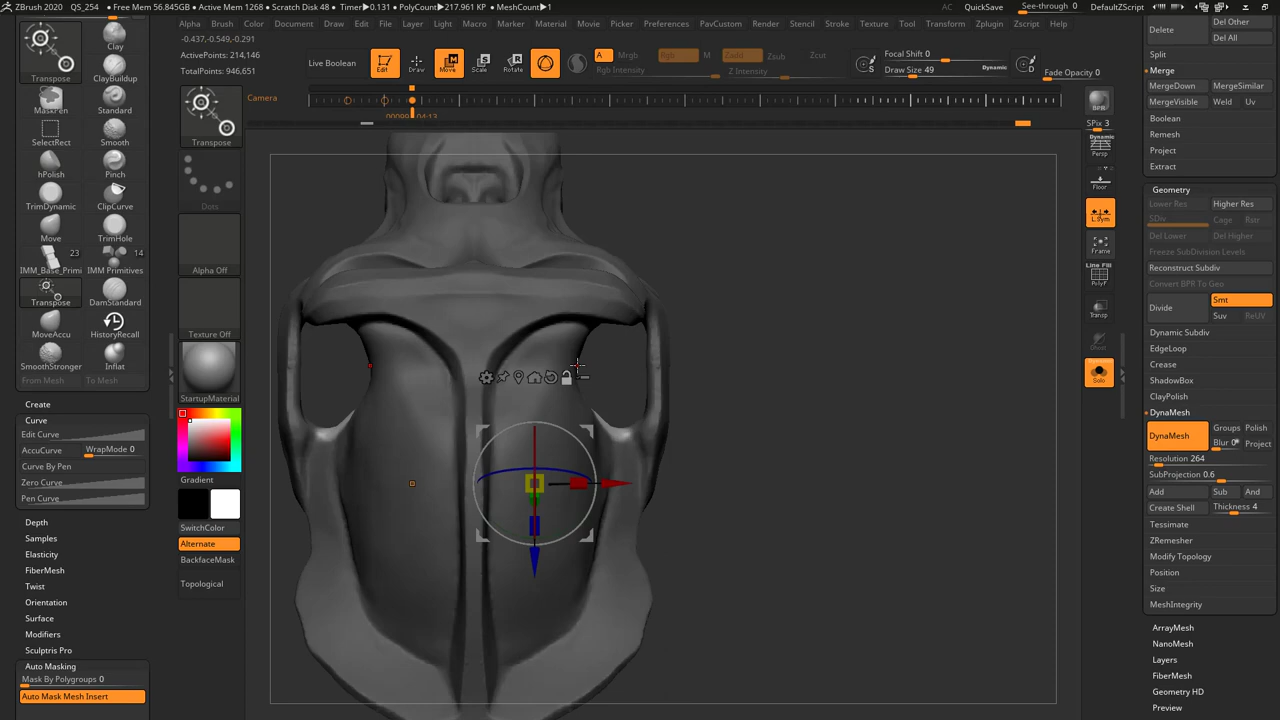 ZBrush 2020 QS_254 • Free Mem 56.845GB • Active Mem 1268 • Scratch Disk 48 • Timer▶0.131 • PolyCount▶217.961 KP • MeshCount▶1
AC QuickSave See-through 0 DefaultZScript
Alpha Brush Color Document Draw Edit File Layer Light Macro Marker Material Movie Picker Preferences PavCustom Render Stencil Stroke Texture Tool Transform Zplugin Zscript
-0.437,-0.549,-0.291
ActivePoints: 214,146
TotalPoints: 946,651
Live Boolean
Edit
Draw
Move
Scale
Rotate
A
Mrgb
Rgb
M
Zadd
Zsub
Zcut
Rgb Intensity
Z Intensity
S
Focal Shift 0
Draw Size 49
Dynamic
D
Fade Opacity 0
Camera
Transpose
Clay
ClayBuildup
MaskPen
Standard
SelectRect
Smooth
hPolish
Pinch
TrimDynamic
ClipCurve
Move
TrimHole
23
14
IMM_Base_Primi
IMM Primitives
Transpose
DamStandard
MoveAccu
HistoryRecall
SmoothStronger
Inflat
From Mesh
To Mesh
Create
Curve
Edit Curve
AccuCurve
WrapMode 0
Curve By Pen
Zero Curve
Pen Curve
Depth
Samples
Elasticity
FiberMesh
Twist
Orientation
Surface
Modifiers
Sculptris Pro
Auto Masking
Mask By Polygroups 0
Auto Mask Mesh Insert
Transpose
Dots
Alpha Off
Texture Off
StartupMaterial
Gradient
SwitchColor
Alternate
BackfaceMask
Topological
BPR
SPix 3
Dynamic
Persp
Floor
L.Sym
Frame
Line Fill
PolyF
Transp
Ghost
Dynamic
Solo
Delete
Del Other
Del All
Split
Merge
MergeDown
MergeSimilar
MergeVisible
Weld
Uv
Boolean
Remesh
Project
Extract
Geometry
Lower Res
Higher Res
SDiv
Cage
Rstr
Del Lower
Del Higher
Freeze SubDivision Levels
Reconstruct Subdiv
Convert BPR To Geo
Divide
Smt
Suv
ReUV
Dynamic Subdiv
EdgeLoop
Crease
ShadowBox
ClayPolish
DynaMesh
DynaMesh
Groups
Polish
Blur 0
Project
Resolution 264
SubProjection 0.6
Add
Sub
And
Create Shell
Thickness 4
Tessimate
ZRemesher
Modify Topology
Position
Size
MeshIntegrity
ArrayMesh
NanoMesh
Layers
FiberMesh
Geometry HD
Preview